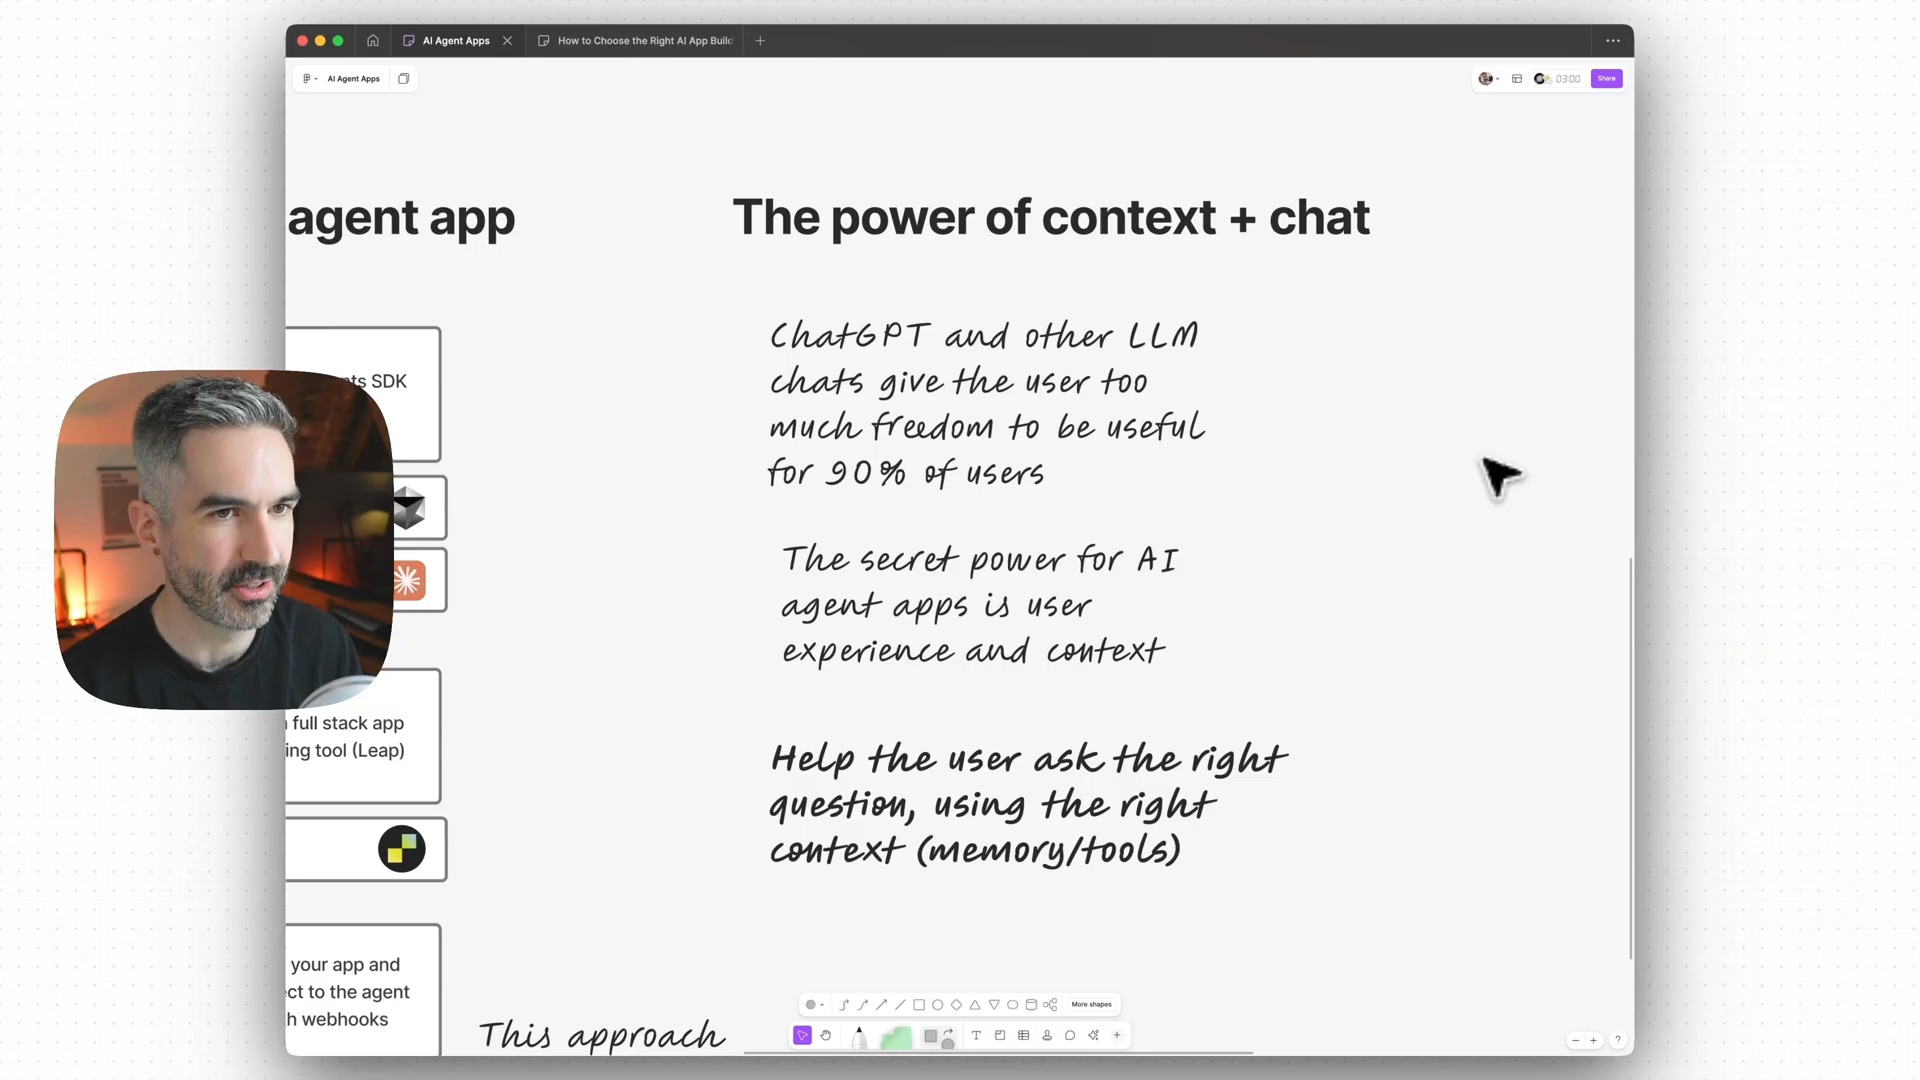 AI Agent Apps
How to Choose the Right AI App Build
AI Agent Apps
03:00
Share
agent app
The power of context + chat
ChatGPT and other LLM
chats give the user too
much freedom to be useful
for 90% of users
The secret power for AI
agent apps is user
experience and context
Help the user ask the right
question, using the right
context (memory/tools)
SDK
full stack app
ing tool (Leap)
your app and
ct to the agent
h webhooks
This approach
More shapes